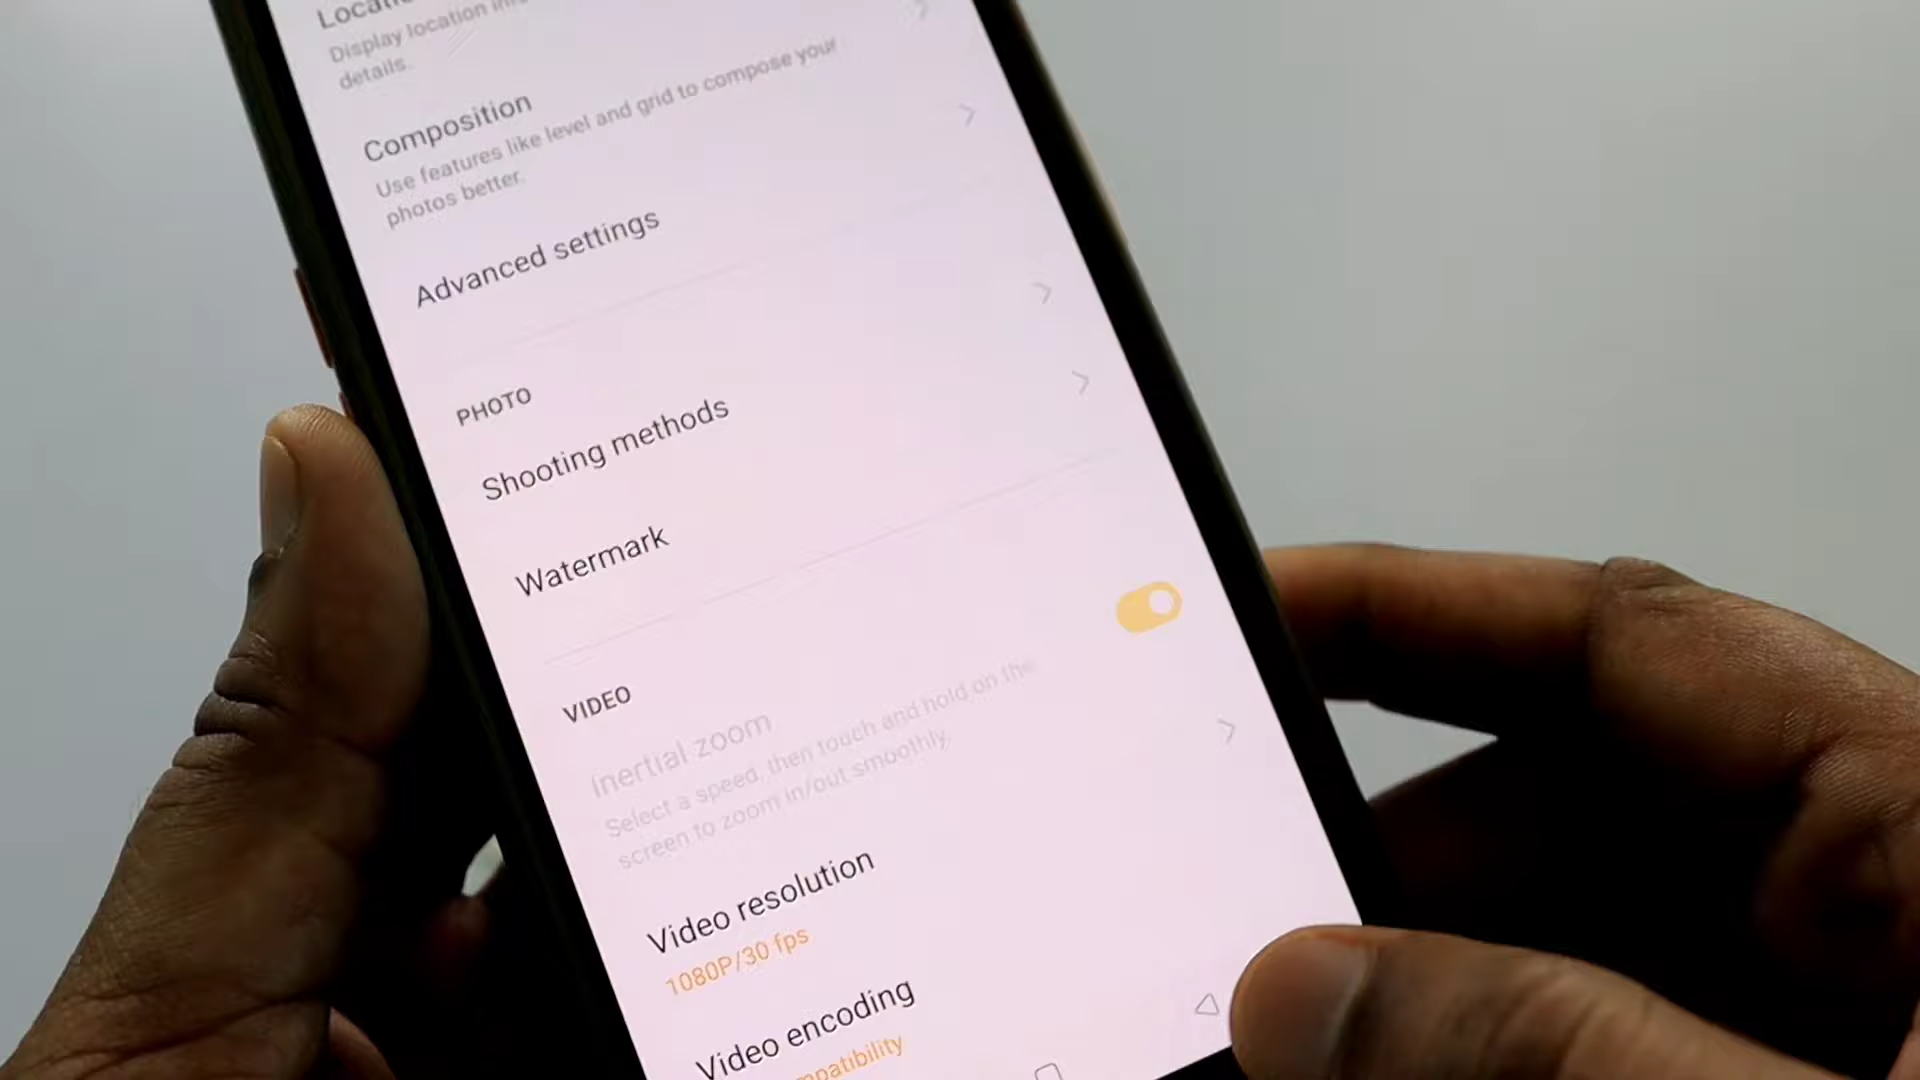 Display location
details.
Composition
Use features like level and grid to compose your
photos better.
Advanced settings
PHOTO
Shooting methods
Watermark
VIDEO
Inertial zoom
Select a speed, then touch and hold on the
screen to zoom in/out smoothly.
Video resolution
1080P/30 fps
Video encoding